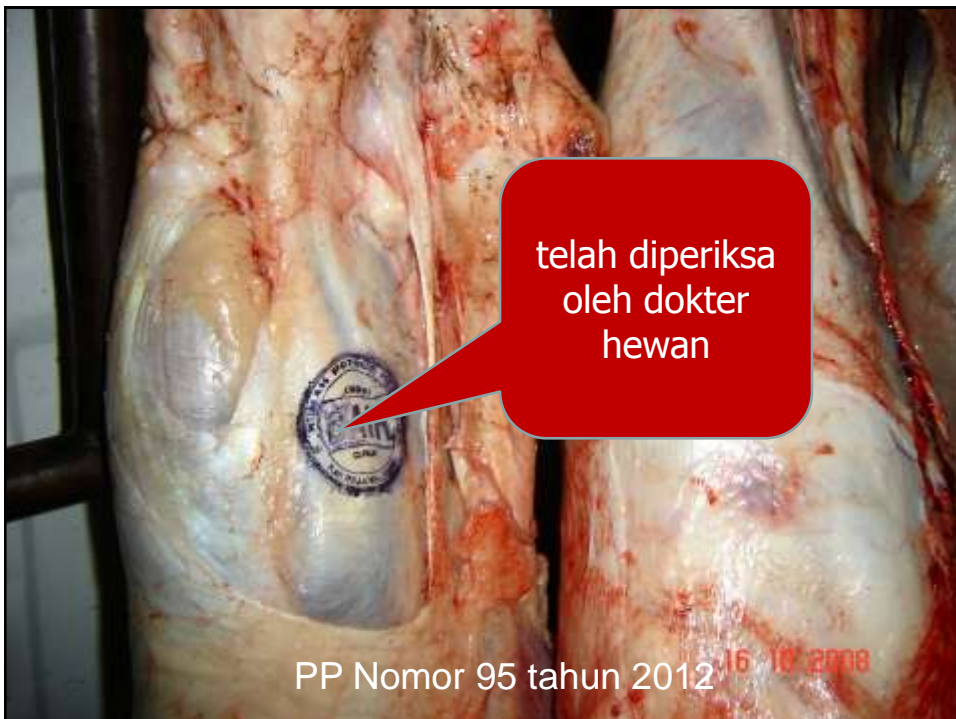 telah diperiksa
oleh dokter
hewan
PP Nomor 95 tahun 2012
16 10 2008